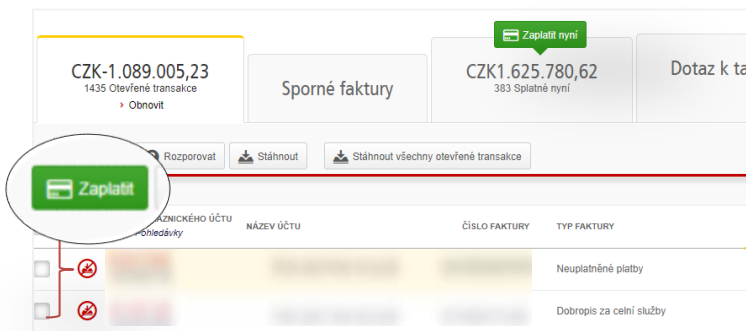 Zaplatit nyní
CZK-1.089.005,23
1435 Otevřené transakce
› Obnovit
Sporné faktury
CZK1.625.780,62
383 Splatné nyní
Dotaz k ta
Rozporovat
Stáhnout
Stáhnout všechny otevřené transakce
Zaplatit
AZNICKÉHO ÚČTU
Pohledávky
NÁZEV ÚČTU
ČÍSLO FAKTURY
TYP FAKTURY
Neuplatněné platby
Dobropis za celní služby